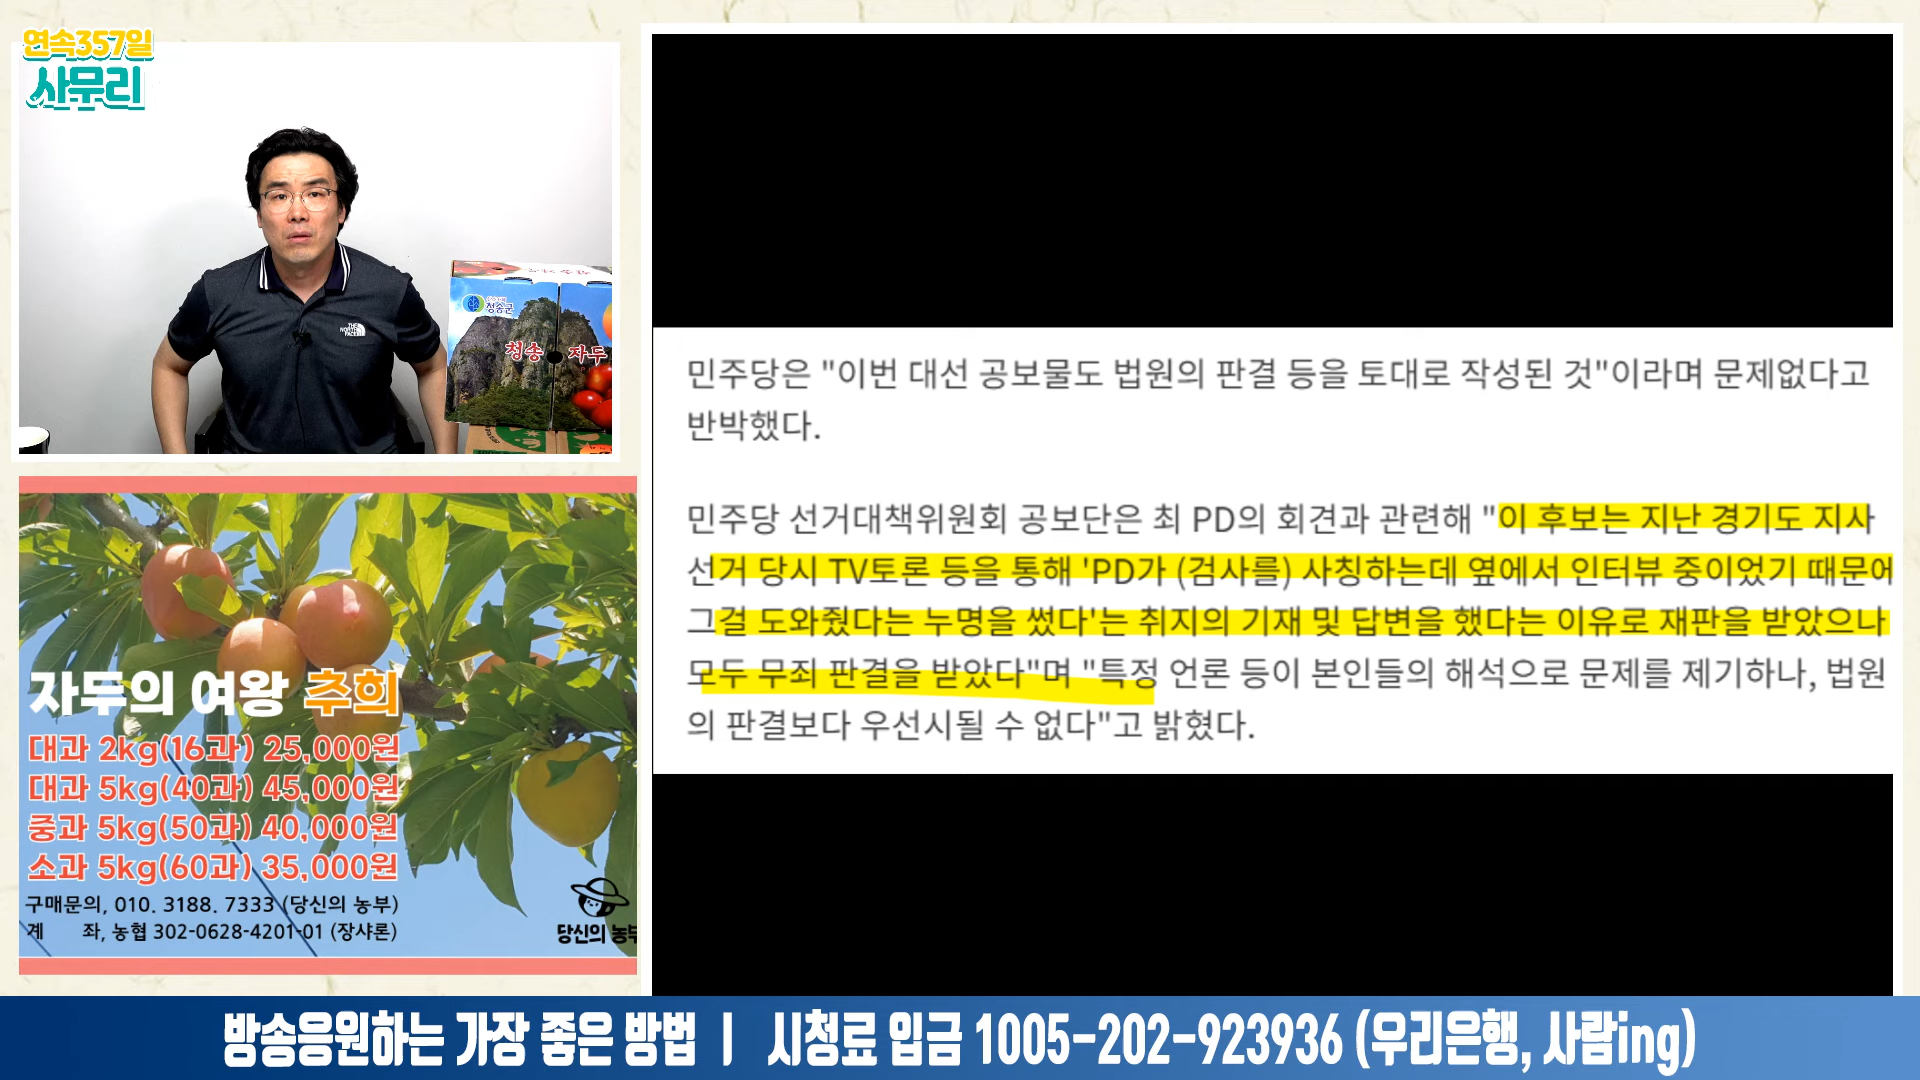 연속357일
사무리
THE NORTH FACE
청송군
청송 자두
민주당은 "이번 대선 공보물도 법원의 판결 등을 토대로 작성된 것"이라며 문제없다고
반박했다.
민주당 선거대책위원회 공보단은 최 PD의 회견과 관련해 "이 후보는 지난 경기도 지사
선거 당시 TV토론 등을 통해 'PD가 (검사를) 사칭하는데 옆에서 인터뷰 중이었기 때문에
그걸 도와줬다는 누명을 썼다'는 취지의 기재 및 답변을 했다는 이유로 재판을 받았으나
모두 무죄 판결을 받았다"며 "특정 언론 등이 본인들의 해석으로 문제를 제기하나, 법원
의 판결보다 우선시될 수 없다"고 밝혔다.
자두의 여왕 추희
대과 2kg(16과) 25,000원
대과 5kg(40과) 45,000원
중과 5kg(50과) 40,000원
소과 5kg(60과) 35,000원
구매문의, 010. 3188. 7333 (당신의 농부)
계 좌, 농협 302-0628-4201-01 (장샤론)
당신의 농부
방송응원하는 가장 좋은 방법 | 시청료 입금 1005-202-923936 (우리은행, 사람ing)